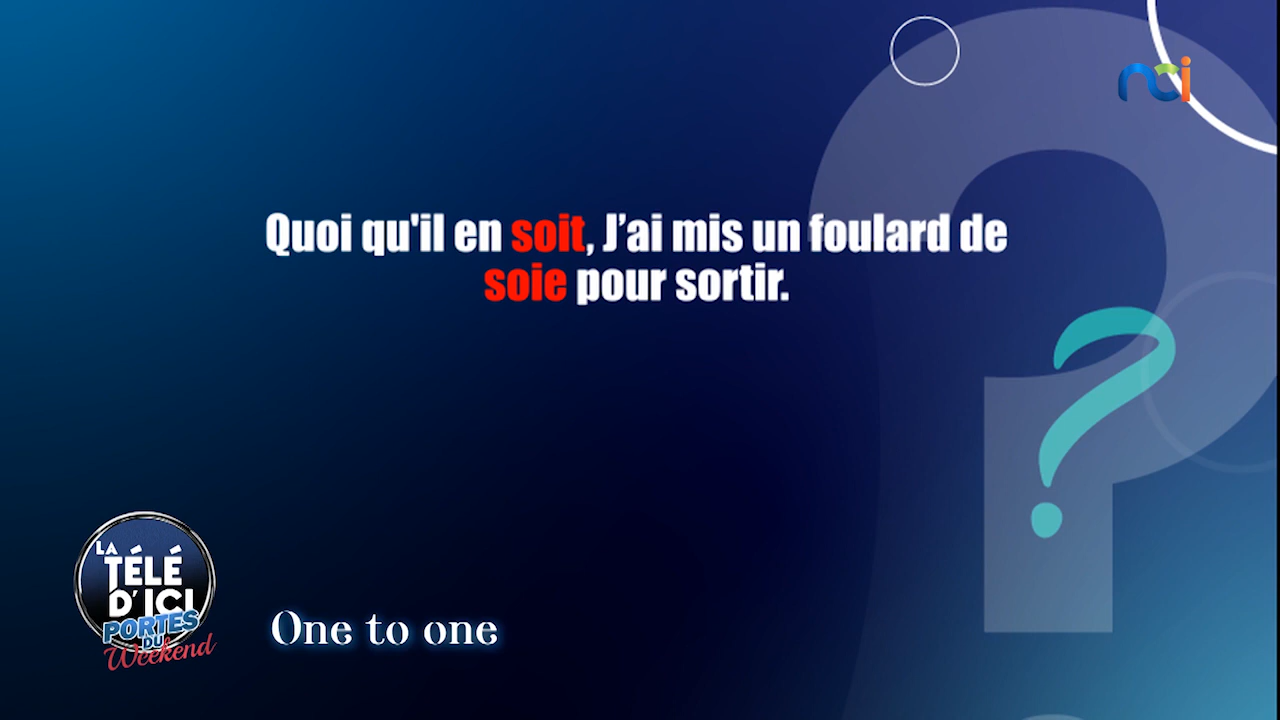 nci
Quoi qu'il en soit, J’ai mis un foulard de
soie pour sortir.
LA
TÉLÉ
D' ICI
PORTES
DU
Weekend
One to one
?